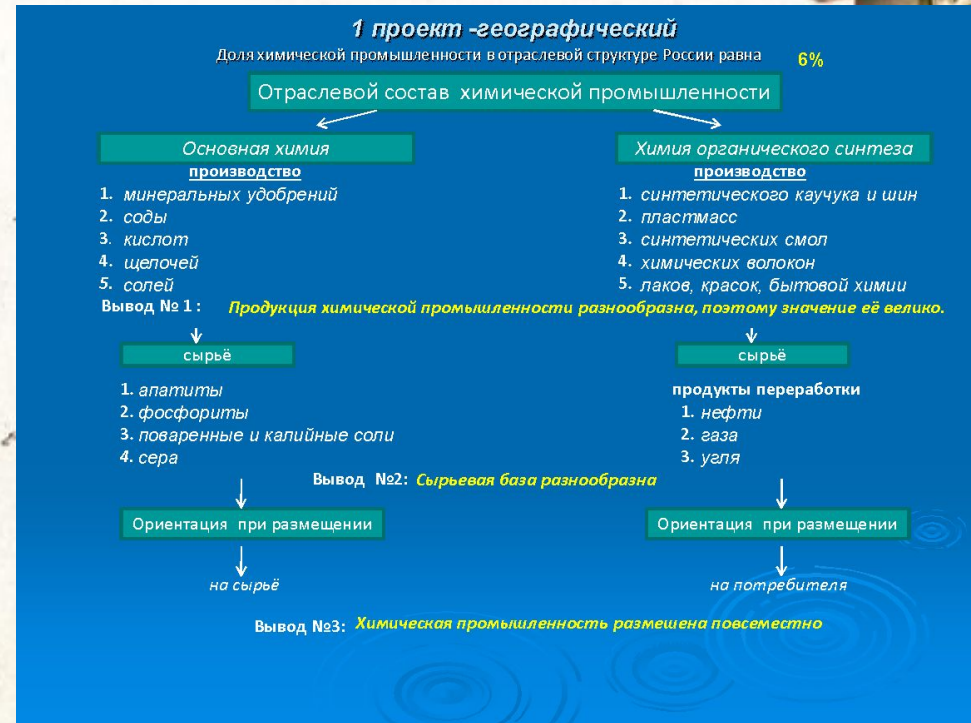 1 проект -географический
Доля химической промышленности в отраслевой структуре России равна 6%
Отраслевой состав химической промышленности
Основная химия
производство
1. минеральных удобрений
2. соды
3. кислот
4. щелочей
5. солей
Химия органического синтеза
производство
1. синтетического каучука и шин
2. пластмасс
3. синтетических смол
4. химических волокон
5. лаков, красок, бытовой химии
Вывод № 1 : Продукция химической промышленности разнообразна, поэтому значение её велико.
сырьё
1. апатиты
2. фосфориты
3. поваренные и калийные соли
4. сера
сырьё
продукты переработки
1. нефти
2. газа
3. угля
Вывод №2: Сырьевая база разнообразна
Ориентация при размещении
на сырьё
Ориентация при размещении
на потребителя
Вывод №3: Химическая промышленность размешена повсеместно